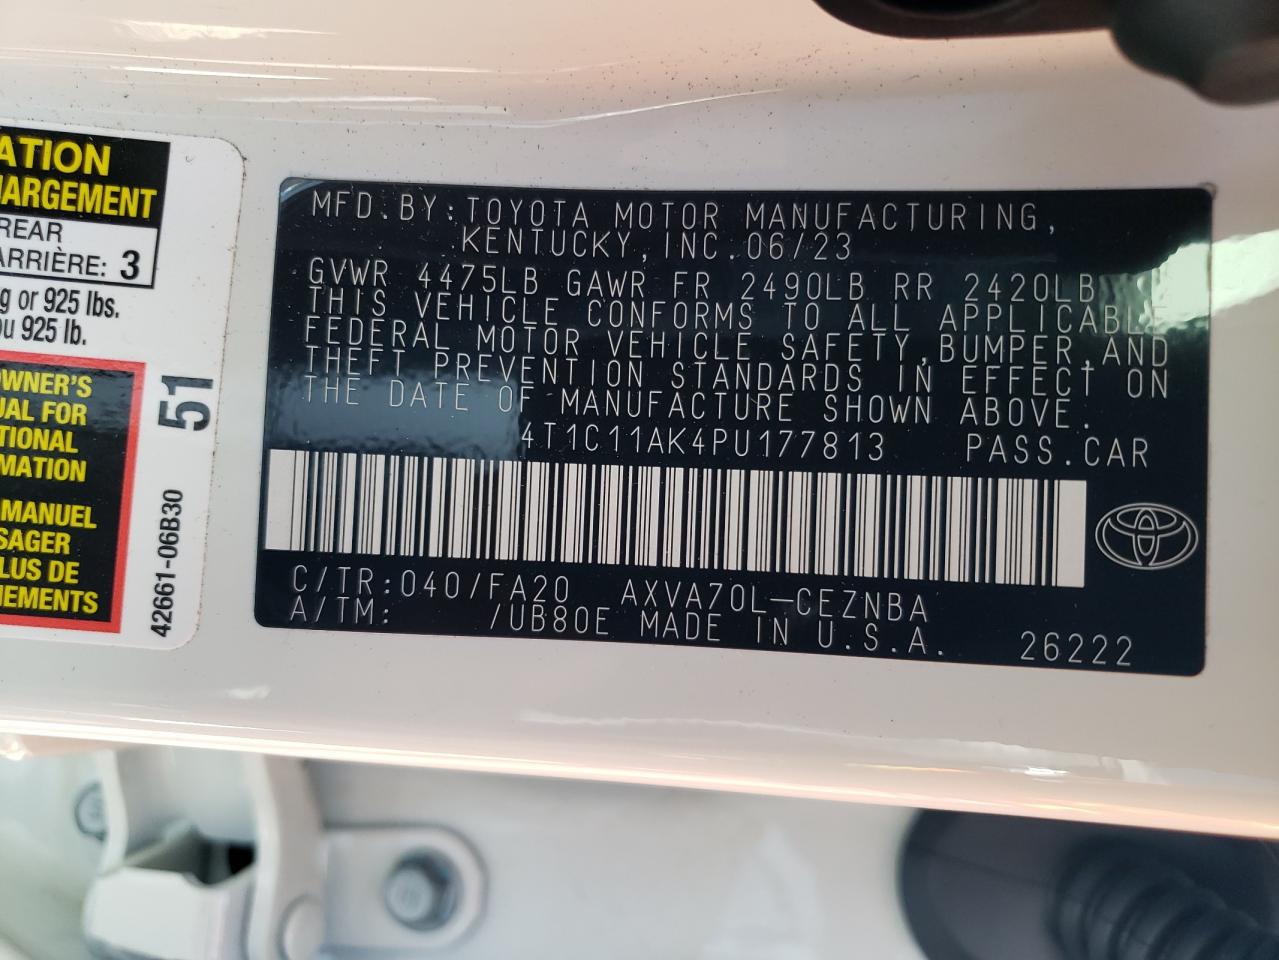 ATION
HARGEMENT
REAR
ARRIÈRE: 3
g or 925 lbs.
ou 925 lb.
OWNER'S
UAL FOR
TIONAL
RMATION
MANUEL
SAGER
LUS DE
NEMENTS
51
42661-06B30
MFD.BY:TOYOTA MOTOR MANUFACTURING,
KENTUCKY,INC.06/23
GVWR 4475LB GAWR FR 2490LB RR 2420LB
THIS VEHICLE CONFORMS TO ALL APPLICABLE
FEDERAL MOTOR VEHICLE SAFETY,BUMPER,AND
THEFT PREVENTION STANDARDS IN EFFECT ON
THE DATE OF MANUFACTURE SHOWN ABOVE.
4T1C11AK4PU177813 PASS.CAR
C/TR:040/FA20 AXVA70L-CEZNBA
A/TM: /UB80E MADE IN U.S.A. 26222